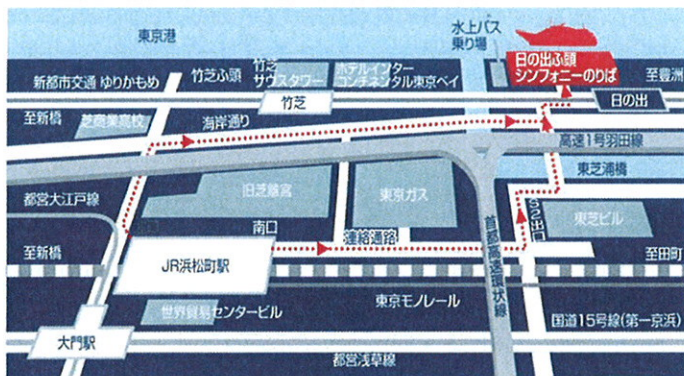 東京港
水上バス
乗り場
日の出ふ頭
シンフォニーのりば
竹芝
サウスタワー
ホテルインター
コンチネンタル東京ベイ
竹芝ふ頭
新都市交通 ゆりかもめ
至豊洲
竹芝
日の出
至新橋
芝商業高校
海岸通り
高速1号羽田線
東芝浦橋
旧芝離宮
東京ガス
都営大江戸線
S2出口
東芝ビル
南口
連絡通路
首都高速環状線
至新橋
JR浜松町駅
至田町
東京モノレール
世界貿易センタービル
国道15号線(第一京浜)
大門駅
都営浅草線